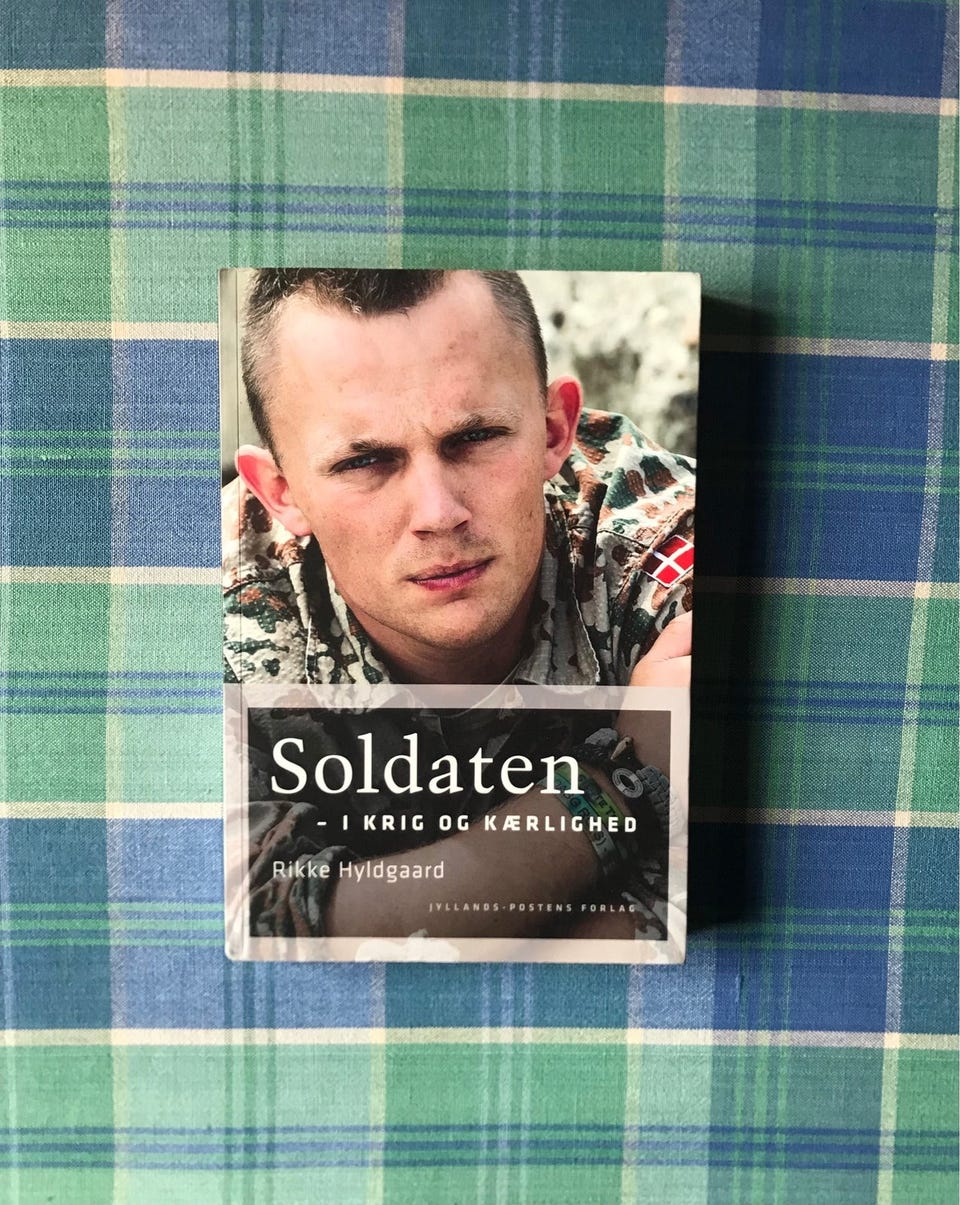 Soldaten
– I KRIG OG KÆRLIGHED
Rikke Hyldgaard
JYLLANDS-POSTENS FORLAG